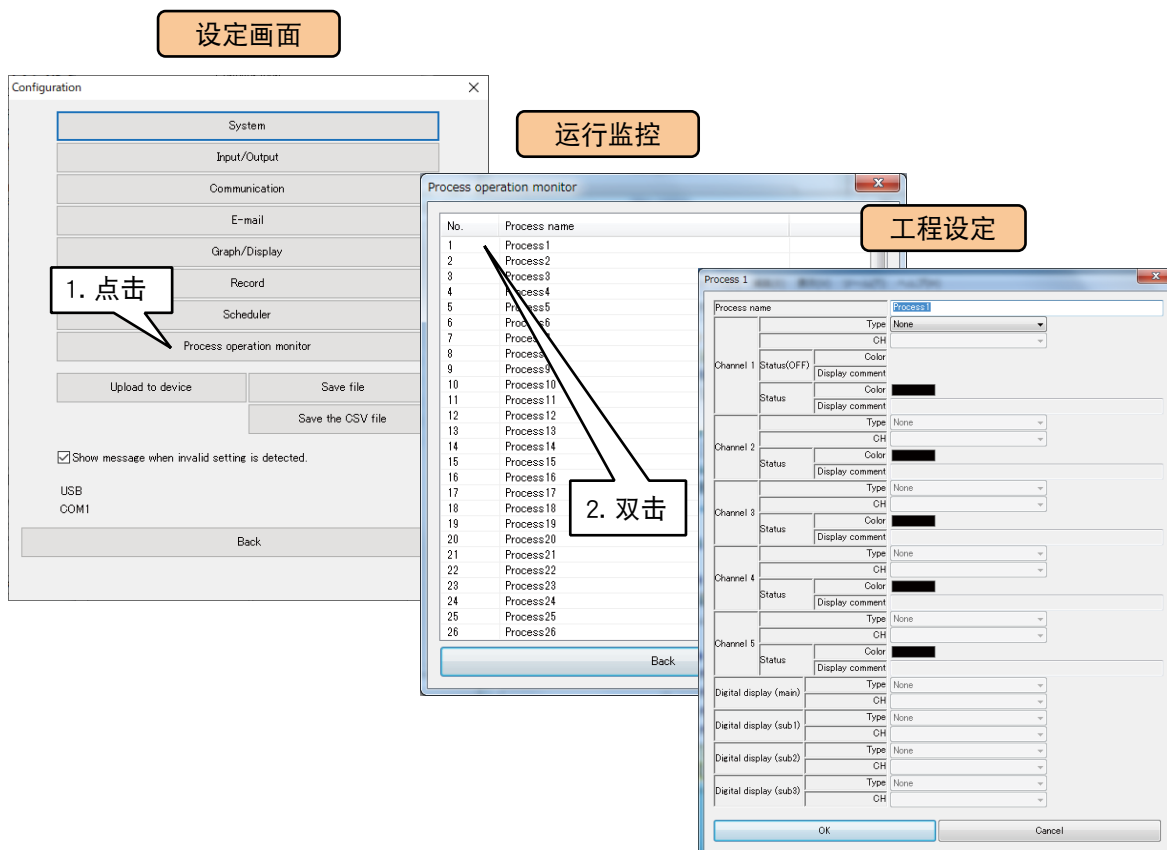 设定画面
Configuration
System
Input/Output
Communication
E-mail
Graph/Display
Record
Scheduler
Process operation monitor
Upload to device
Save file
Save the CSV file
Show message when invalid setting is detected.
USB
COM1
Back
1. 点击
运行监控
Process operation monitor
No. Process name
1 Process1
2 Process2
3 Process3
4 Process4
5 Process5
6 Process6
7
8
9 Process9
10 Process10
11 Process11
12 Process12
13 Process13
14 Process14
15 Process15
16 Process16
17 Process17
18 Process18
19 Process19
20 Process20
21 Process21
22 Process22
23 Process23
24 Process24
25 Process25
26 Process26
Back
2. 双击
工程设定
Process 1
Process name Process1
Channel 1
Type None
CH
Status(OFF)
Color
Display comment
Status
Color
Display comment
Channel 2
Type None
CH
Status
Color
Display comment
Channel 3
Type None
CH
Status
Color
Display comment
Channel 4
Type None
CH
Status
Color
Display comment
Channel 5
Type None
CH
Status
Color
Display comment
Digital display (main)
Type None
CH
Digital display (sub1)
Type None
CH
Digital display (sub2)
Type None
CH
Digital display (sub3)
Type None
CH
OK
Cancel